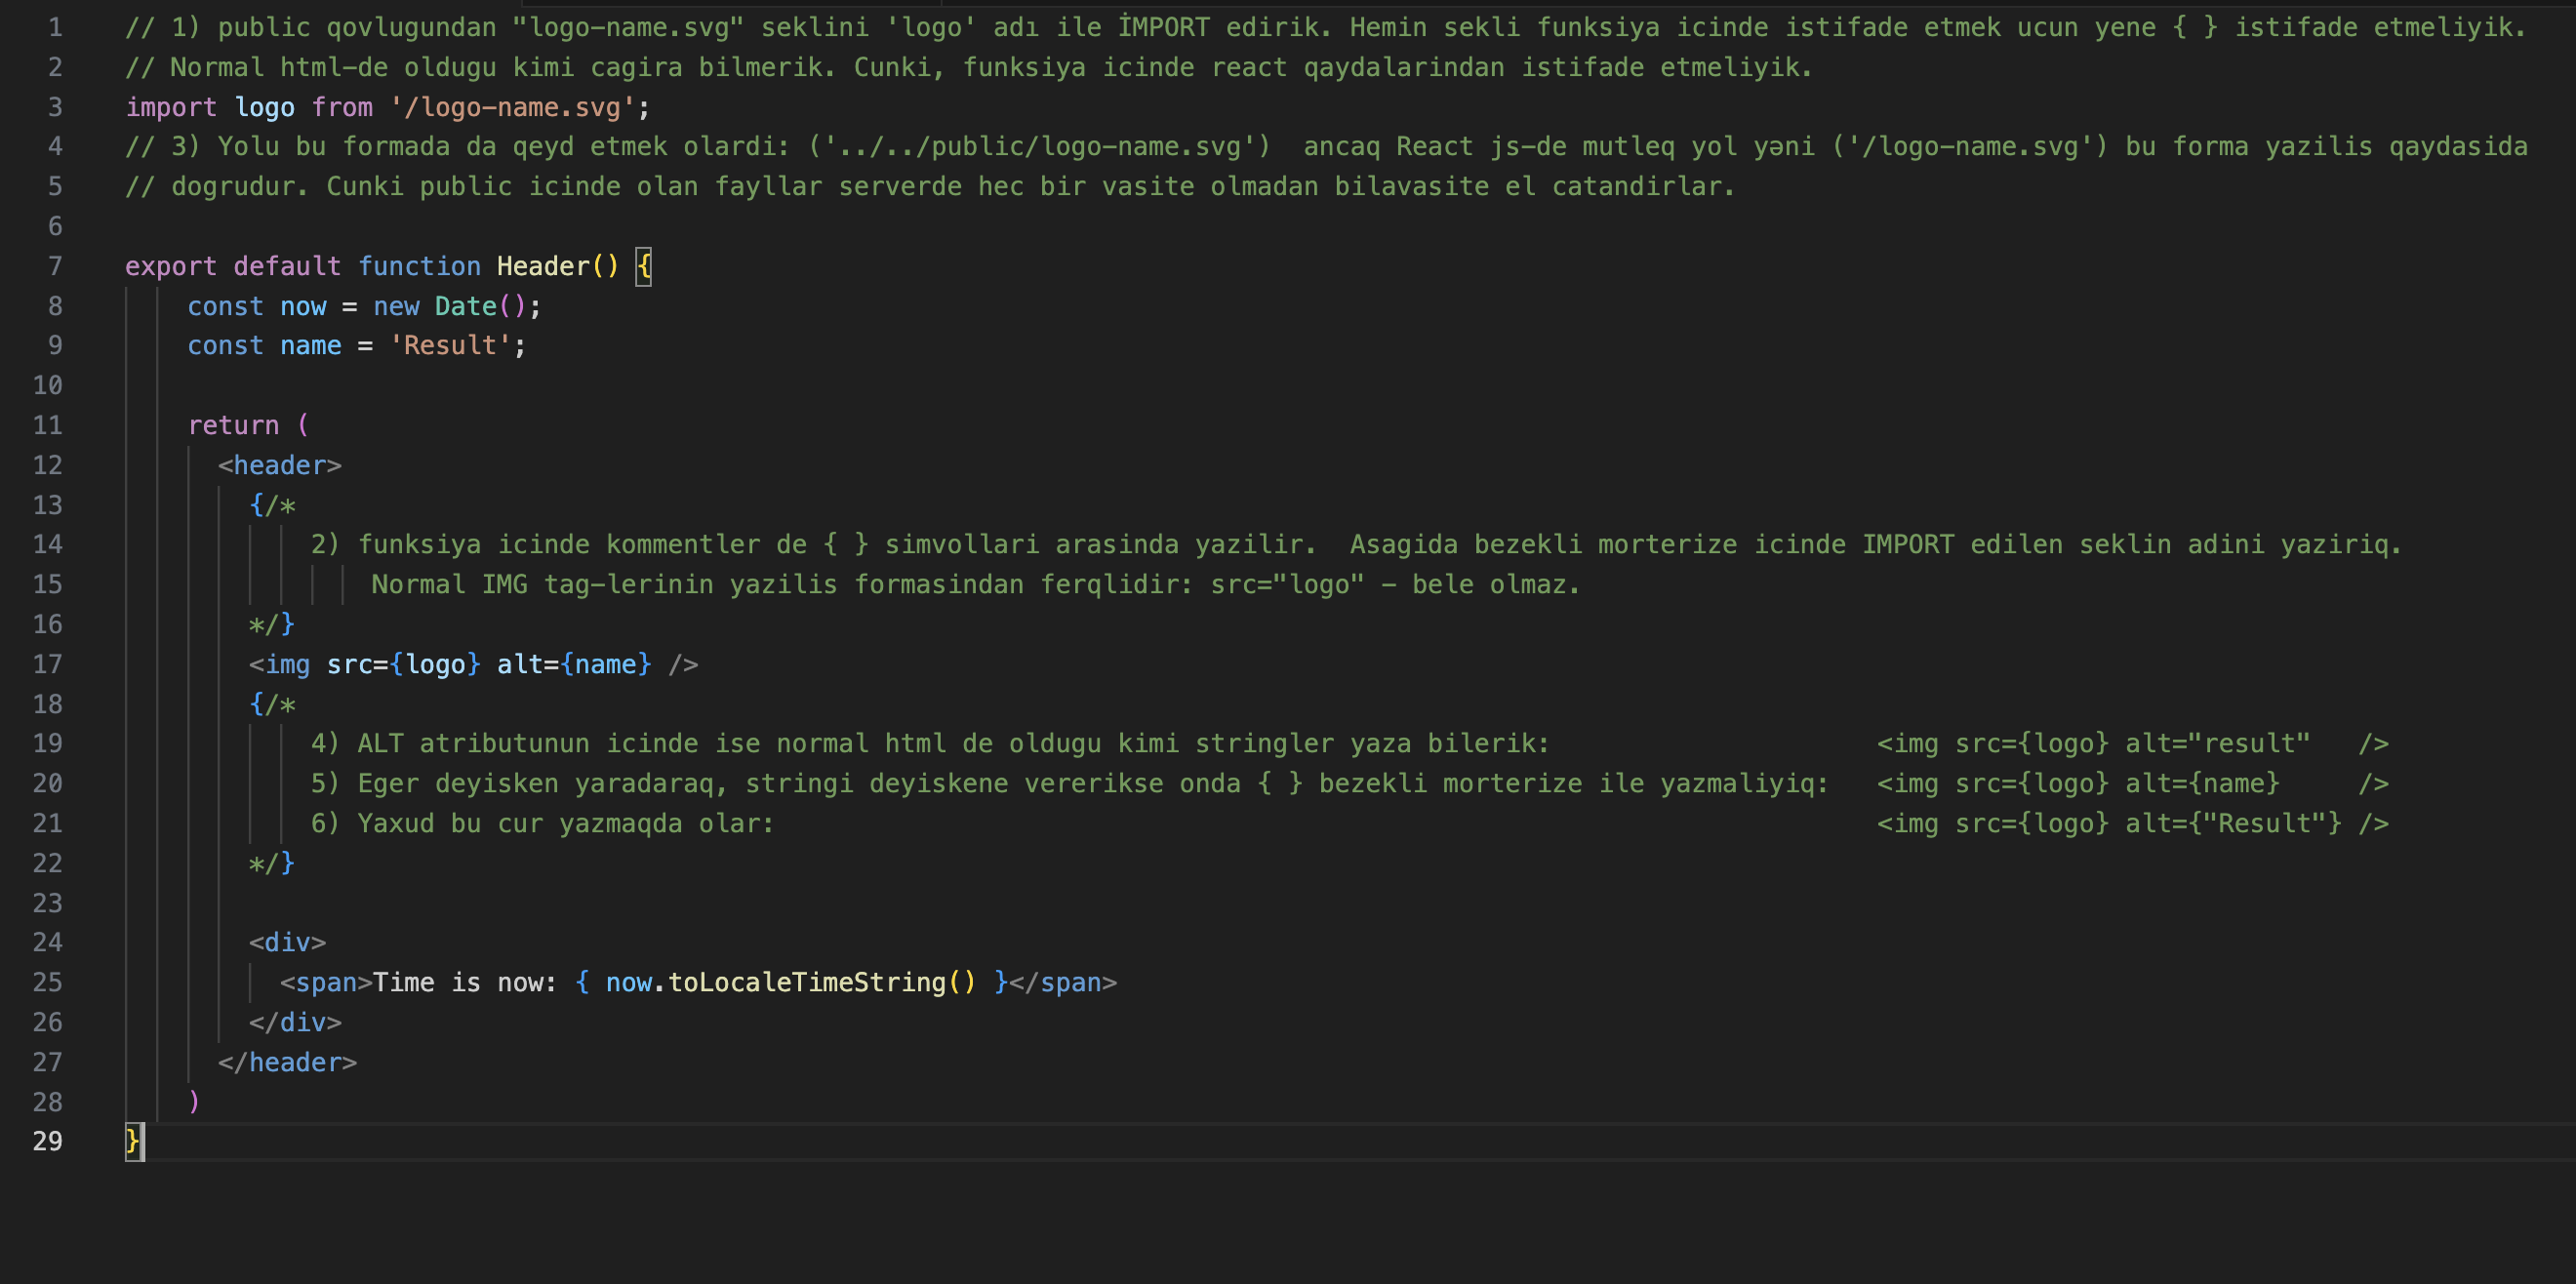 1 // 1) public qovlugundan "logo-name.svg" seklini 'logo' adı ile İMPORT edirik. Hemin sekli funksiya icinde istifade etmek ucun yene { } istifade etmeliyik.
2 // Normal html-de oldugu kimi cagira bilmerik. Cunki, funksiya icinde react qaydalarindan istifade etmeliyik.
3 import logo from '/logo-name.svg';
4 // 3) Yolu bu formada da qeyd etmek olardi: ('../../public/logo-name.svg')  ancaq React js-de mutleq yol yəni ('/logo-name.svg') bu forma yazilis qaydasida
5 // dogrudur. Cunki public icinde olan fayllar serverde hec bir vasite olmadan bilavasite el catandirlar.
6
7 export default function Header() {
8 const now = new Date();
9 const name = 'Result';
10
11 return (
12 <header>
13 {/*
14 2) funksiya icinde kommentler de { } simvollari arasinda yazilir.  Asagida bezekli morterize icinde IMPORT edilen seklin adini yaziriq.
15 Normal IMG tag-lerinin yazilis formasindan ferqlidir: src="logo" - bele olmaz.
16 */}
17 <img src={logo} alt={name} />
18 {/*
19 4) ALT atributunun icinde ise normal html de oldugu kimi stringler yaza bilerik: <img src={logo} alt="result"   />
20 5) Eger deyisken yaradaraq, stringi deyiskene vererikse onda { } bezekli morterize ile yazmaliyiq: <img src={logo} alt={name}     />
21 6) Yaxud bu cur yazmaqda olar: <img src={logo} alt={"Result"} />
22 */}
23
24 <div>
25 <span>Time is now: { now.toLocaleTimeString() }</span>
26 </div>
27 </header>
28 )
29 }